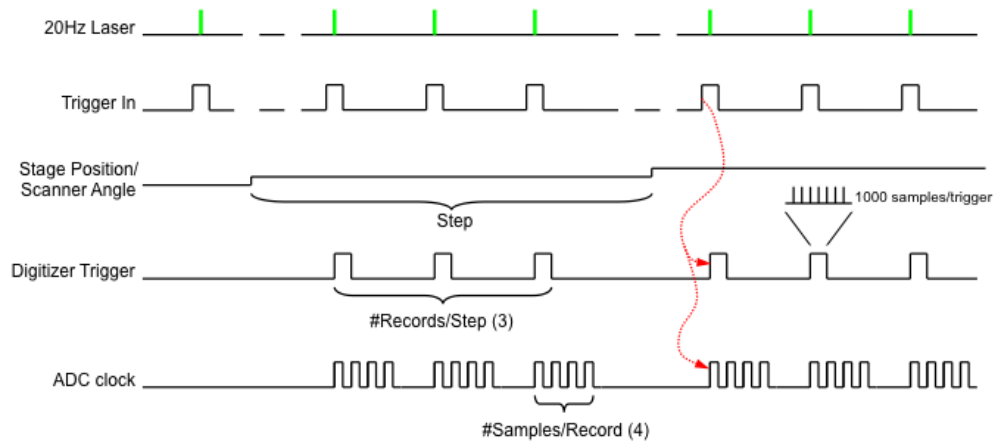 20Hz Laser
Trigger In
Stage Position/
Scanner Angle
Step
1000 samples/trigger
Digitizer Trigger
#Records/Step (3)
ADC clock
#Samples/Record (4)